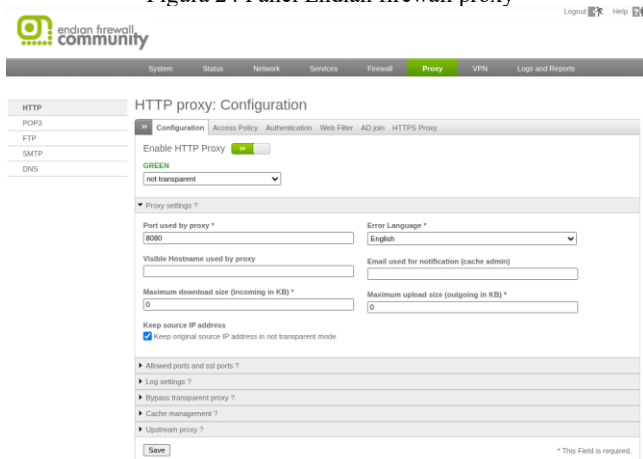 Figura 24 Panel Endian firewall proxy
Logout Help
endian firewall
community
System Status Network Services Firewall Proxy VPN Logs and Reports
HTTP
POP3
FTP
SMTP
DNS
HTTP proxy: Configuration
» Configuration Access Policy Authentication Web Filter AD join HTTPS Proxy
Enable HTTP Proxy »
GREEN
not transparent
Proxy settings ?
Port used by proxy * Error Language *
8080 English
Visible Hostname used by proxy Email used for notification (cache admin)
Maximum download size (incoming in KB) * Maximum upload size (outgoing in KB) *
0 0
Keep source IP address
Keep original source IP address in not transparent mode
Allowed ports and ssl ports ?
Log settings ?
Bypass transparent proxy ?
Cache management ?
Upstream proxy ?
Save * This Field is required.